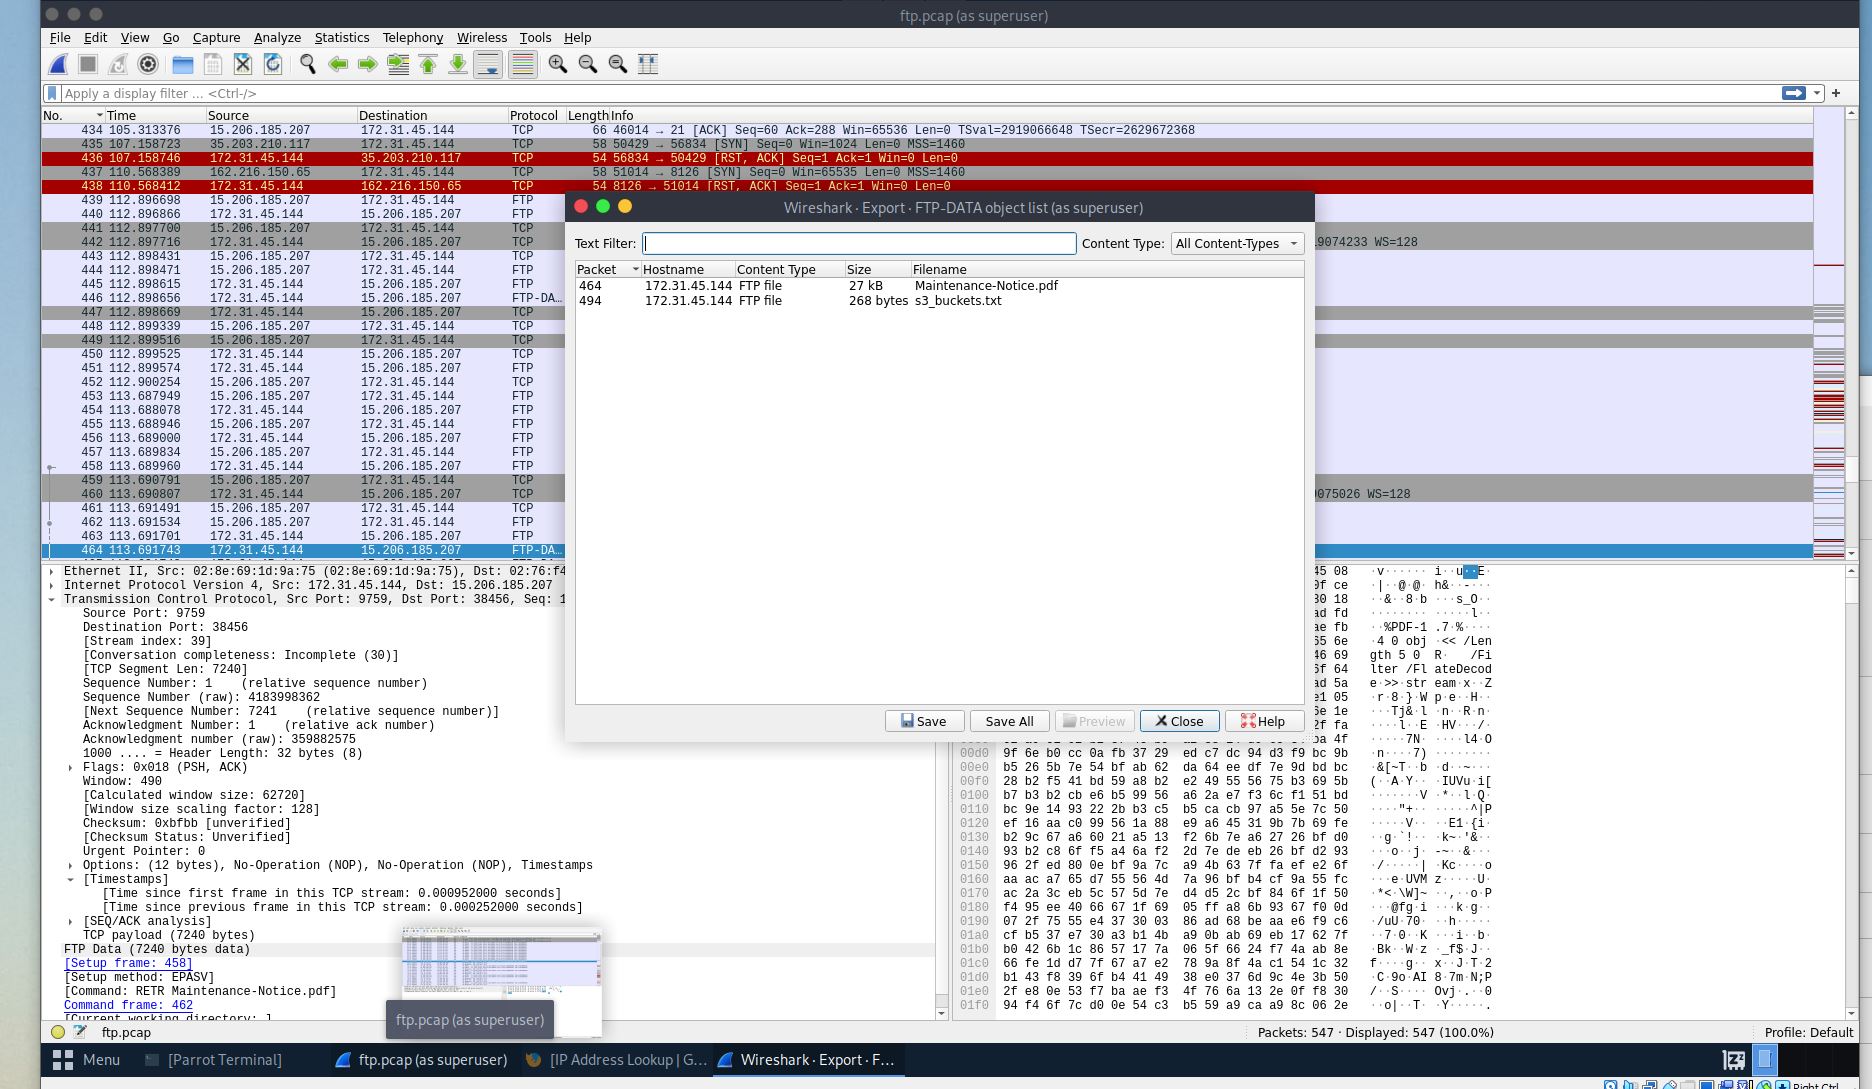 ftp.pcap (as superuser)
File Edit View Go Capture Analyze Statistics Telephony Wireless Tools Help
Apply a display filter ... <Ctrl-/>
No. Time Source Destination Protocol Length Info
434 105.313376 15.206.185.207 172.31.45.144 TCP 66 46014 → 21 [ACK] Seq=60 Ack=288 Win=65536 Len=0 TSval=2919066648 TSecr=2629672368
435 107.158723 35.203.210.117 172.31.45.144 TCP 58 50429 → 56834 [SYN] Seq=0 Win=1024 Len=0 MSS=1460
436 107.158746 172.31.45.144 35.203.210.117 TCP 54 56834 → 50429 [RST, ACK] Seq=1 Ack=1 Win=0 Len=0
437 110.568389 162.216.150.65 172.31.45.144 TCP 58 51014 → 8126 [SYN] Seq=0 Win=65535 Len=0 MSS=1460
438 110.568412 172.31.45.144 162.216.150.65 TCP 54 8126 → 51014 [RST, ACK] Seq=1 Ack=1 Win=0 Len=0
439 112.896698 15.206.185.207 172.31.45.144 FTP
440 112.896866 172.31.45.144 15.206.185.207 FTP
441 112.897700 15.206.185.207 172.31.45.144 TCP
442 112.897716 172.31.45.144 15.206.185.207 TCP 19074233 WS=128
443 112.898431 15.206.185.207 172.31.45.144 TCP
444 112.898471 15.206.185.207 172.31.45.144 FTP
445 112.898615 172.31.45.144 15.206.185.207 FTP
446 112.898656 172.31.45.144 15.206.185.207 FTP-DA…
447 112.898669 172.31.45.144 15.206.185.207 TCP
448 112.899339 15.206.185.207 172.31.45.144 TCP
449 112.899516 15.206.185.207 172.31.45.144 TCP
450 112.899525 172.31.45.144 15.206.185.207 TCP
451 112.899574 172.31.45.144 15.206.185.207 FTP
452 112.900254 15.206.185.207 172.31.45.144 TCP
453 113.687949 15.206.185.207 172.31.45.144 FTP
454 113.688078 172.31.45.144 15.206.185.207 FTP
455 113.688946 15.206.185.207 172.31.45.144 FTP
456 113.689000 172.31.45.144 15.206.185.207 FTP
457 113.689834 15.206.185.207 172.31.45.144 FTP
458 113.689960 172.31.45.144 15.206.185.207 FTP
459 113.690791 15.206.185.207 172.31.45.144 TCP
460 113.690807 172.31.45.144 15.206.185.207 TCP 075026 WS=128
461 113.691491 15.206.185.207 172.31.45.144 TCP
462 113.691534 15.206.185.207 172.31.45.144 FTP
463 113.691701 172.31.45.144 15.206.185.207 FTP
464 113.691743 172.31.45.144 15.206.185.207 FTP-DA…
Wireshark · Export · FTP-DATA object list (as superuser)
Text Filter: Content Type: All Content-Types
Packet Hostname Content Type Size Filename
464 172.31.45.144 FTP file 27 kB Maintenance-Notice.pdf
494 172.31.45.144 FTP file 268 bytes s3_buckets.txt
Save Save All Preview Close Help
Ethernet II, Src: 02:8e:69:1d:9a:75 (02:8e:69:1d:9a:75), Dst: 02:76:f4
Internet Protocol Version 4, Src: 172.31.45.144, Dst: 15.206.185.207
Transmission Control Protocol, Src Port: 9759, Dst Port: 38456, Seq: 1
Source Port: 9759
Destination Port: 38456
[Stream index: 39]
[Conversation completeness: Incomplete (30)]
[TCP Segment Len: 7240]
Sequence Number: 1 (relative sequence number)
Sequence Number (raw): 4183998362
[Next Sequence Number: 7241 (relative sequence number)]
Acknowledgment Number: 1 (relative ack number)
Acknowledgment number (raw): 359882575
1000 .... = Header Length: 32 bytes (8)
Flags: 0x018 (PSH, ACK)
Window: 490
[Calculated window size: 62720]
[Window size scaling factor: 128]
Checksum: 0xbfbb [unverified]
[Checksum Status: Unverified]
Urgent Pointer: 0
Options: (12 bytes), No-Operation (NOP), No-Operation (NOP), Timestamps
[Timestamps]
[Time since first frame in this TCP stream: 0.000952000 seconds]
[Time since previous frame in this TCP stream: 0.000252000 seconds]
[SEQ/ACK analysis]
TCP payload (7240 bytes)
FTP Data (7240 bytes data)
[Setup frame: 458]
[Setup method: EPASV]
[Command: RETR Maintenance-Notice.pdf]
Command frame: 462
[Current working directory: ]
00d0 9f 6e b0 cc 0a fb 37 29 ed c7 dc 94 d3 f9 bc 9b
00e0 b5 26 5b 7e 54 bf ab 62 da 64 ee df 7e 9d bd bc
00f0 28 b2 f5 41 bd 59 a8 b2 e2 49 55 56 75 b3 69 5b
0100 b7 b3 b2 cb e6 b5 99 56 a6 2a e7 f3 6c f1 51 bd
0110 bc 9e 14 93 22 2b b3 c5 b5 ca cb 97 a5 5e 7c 50
0120 ef 16 aa c0 99 56 1a 88 e9 a6 45 31 9b 7b 69 fe
0130 b2 9c 67 a6 60 21 a5 13 f2 6b 7e a6 27 26 bf d0
0140 93 b2 c8 6f f5 a4 6a f2 2d 7e de eb 26 bf d2 93
0150 96 2f ed 80 0e bf 9a 7c a9 4b 63 7f fa ef e2 6f
0160 aa ac a7 65 d7 55 56 4d 7a 96 bf b4 cf 9a 55 fc
0170 ac 2a 3c eb 5c 57 5d 7e d4 d5 2c bf 84 6f 1f 50
0180 f4 95 ee 40 66 67 1f 69 05 ff a8 6b 93 67 f0 0d
0190 07 2f 75 55 e4 37 30 03 86 ad 68 be aa e6 f9 c6
01a0 cf b5 37 e7 30 a3 b1 4b a9 0b ab 69 eb 17 62 7f
01b0 b0 42 6b 1c 86 57 17 7a 06 5f 66 24 f7 4a ab 8e
01c0 66 fe 1d d7 7f 67 a7 e2 78 9a 8f 4a c1 54 1c 32
01d0 b1 43 f8 39 6f b4 41 49 38 e0 37 6d 9c 4e 3b 50
01e0 2f e8 0e 53 f7 ba ae f3 4f 76 6a 13 2e 0f f8 30
01f0 94 f4 6f 7c d0 0e 54 c3 b5 59 a9 ca a9 8c 06 2e
ftp.pcap (as superuser)
ftp.pcap Packets: 547 · Displayed: 547 (100.0%) Profile: Default
Menu [Parrot Terminal] ftp.pcap (as superuser) [IP Address Lookup | G... Wireshark · Export · F...
Right Ctrl